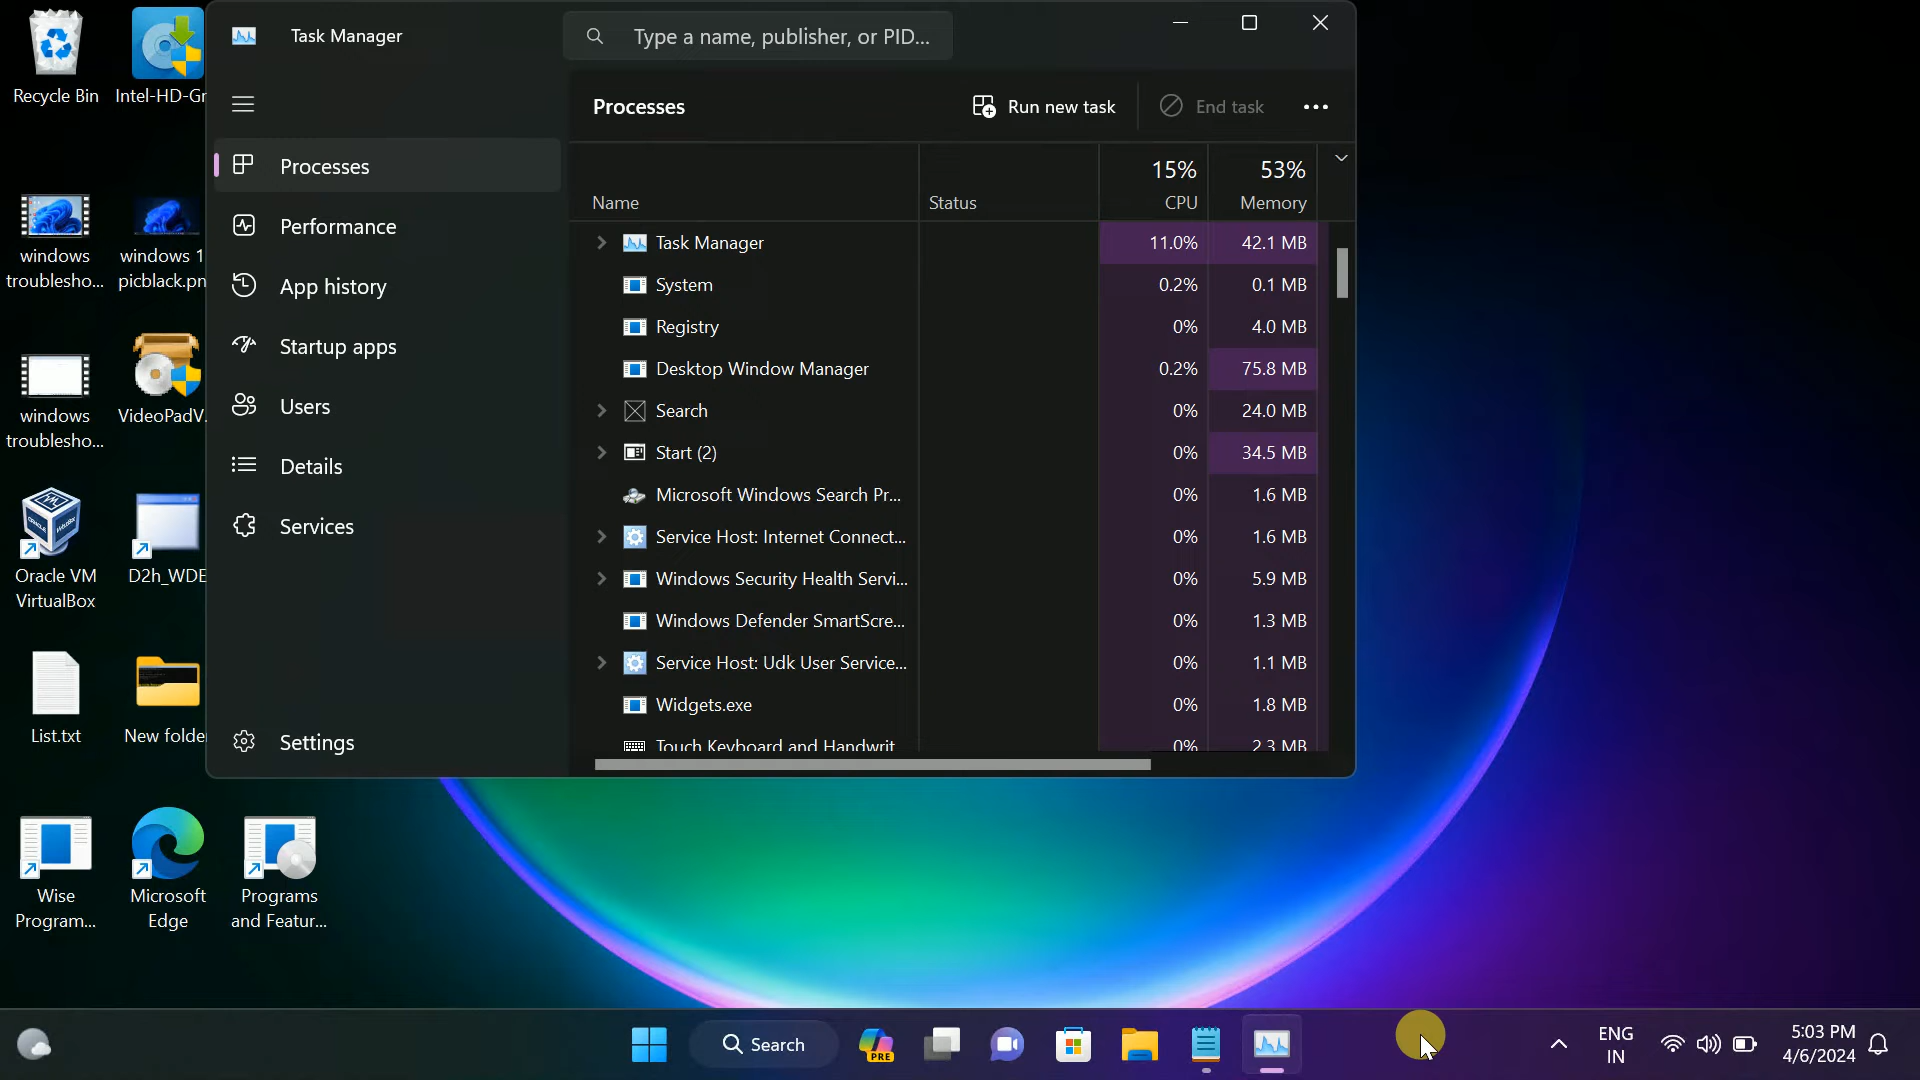 Recycle Bin
Intel-HD-Gr
windows
troublesho...
windows 1
picblack.pn
windows
troublesho...
VideoPadV.
Oracle VM
VirtualBox
D2h_WDE
List.txt
New folde
Wise
Program...
Microsoft
Edge
Programs
and Featur...
Task Manager
Type a name, publisher, or PID...
Processes
Performance
App history
Startup apps
Users
Details
Services
Settings
Processes
Run new task
End task
15% 53%
Name Status CPU Memory
Task Manager 11.0% 42.1 MB
System 0.2% 0.1 MB
Registry 0% 4.0 MB
Desktop Window Manager 0.2% 75.8 MB
Search 0% 24.0 MB
Start (2) 0% 34.5 MB
Microsoft Windows Search Pr... 0% 1.6 MB
Service Host: Internet Connect... 0% 1.6 MB
Windows Security Health Servi... 0% 5.9 MB
Windows Defender SmartScre... 0% 1.3 MB
Service Host: Udk User Service... 0% 1.1 MB
Widgets.exe 0% 1.8 MB
Touch Keyboard and Handwrit 0% 2.3 MB
Search
PRE
ENG
IN
5:03 PM
4/6/2024